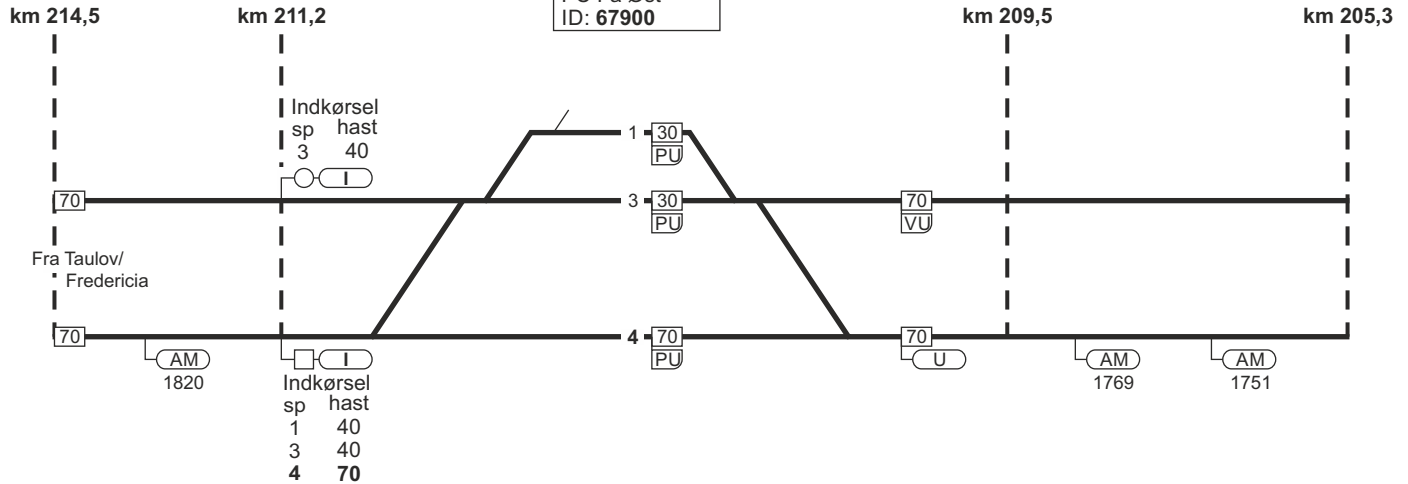 ID: 67900
km 214,5
km 211,2
km 209,5
km 205,3
Indkørsel
sp hast
3 40
I
1 30
PU
70
3 30
PU
70
VU
Fra Taulov/
Fredericia
70
4 70
PU
70
U
AM
1820
I
Indkørsel
sp hast
1 40
3 40
4 70
AM
1769
AM
1751